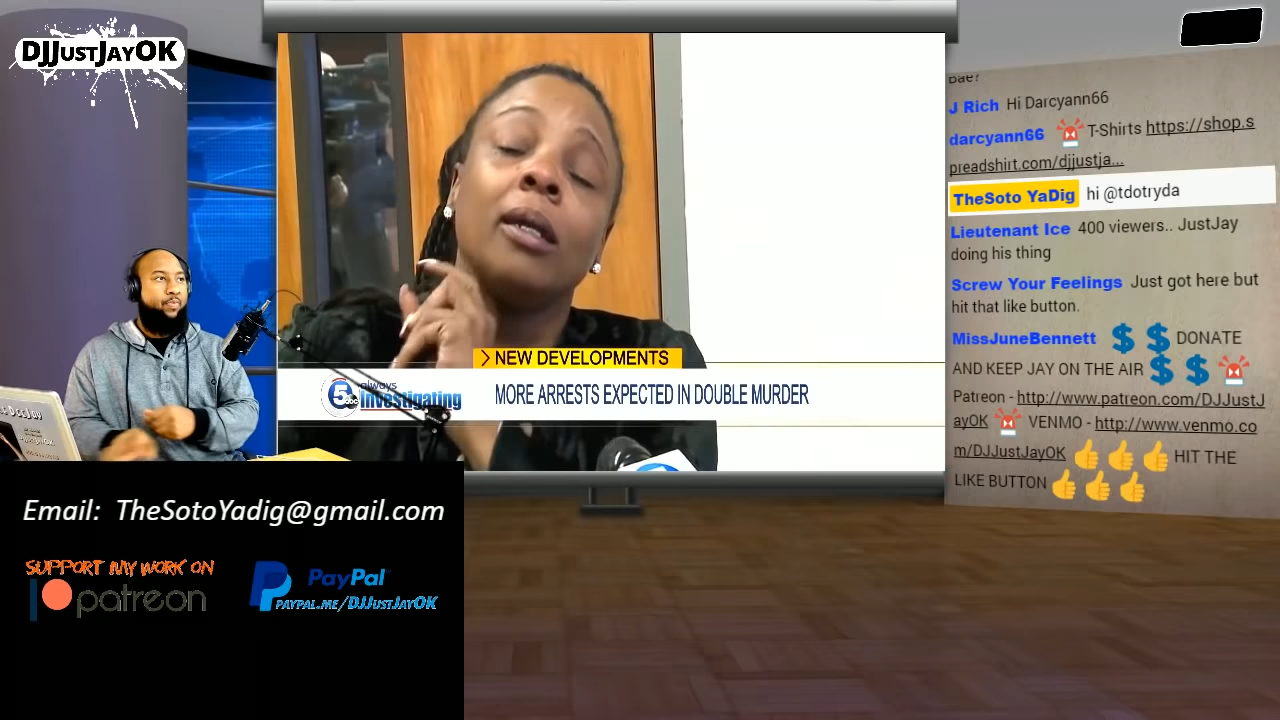 DJJustJayOK
Bae?
J Rich Hi Darcyann66
darcyann66 🚨T-Shirts https://shop.s
preadshirt.com/djjustja...
TheSoto YaDig hi @tdotryda
Lieutenant Ice 400 viewers.. JustJay
doing his thing
Screw Your Feelings Just got here but
hit that like button.
MissJuneBennett 💲 💲 DONATE
AND KEEP JAY ON THE AIR 💲 💲 🚨
Patreon - http://www.patreon.com/DJJustJ
ayOK 🚨 VENMO - http://www.venmo.co
m/DJJustJayOK 👍 👍 👍 HIT THE
LIKE BUTTON 👍 👍 👍
NEW DEVELOPMENTS
5 abc always investigating
MORE ARRESTS EXPECTED IN DOUBLE MURDER
Email: TheSotoYadig@gmail.com
SUPPORT MY WORK ON
patreon
PayPal
PAYPAL.ME/DJJUSTJAYOK